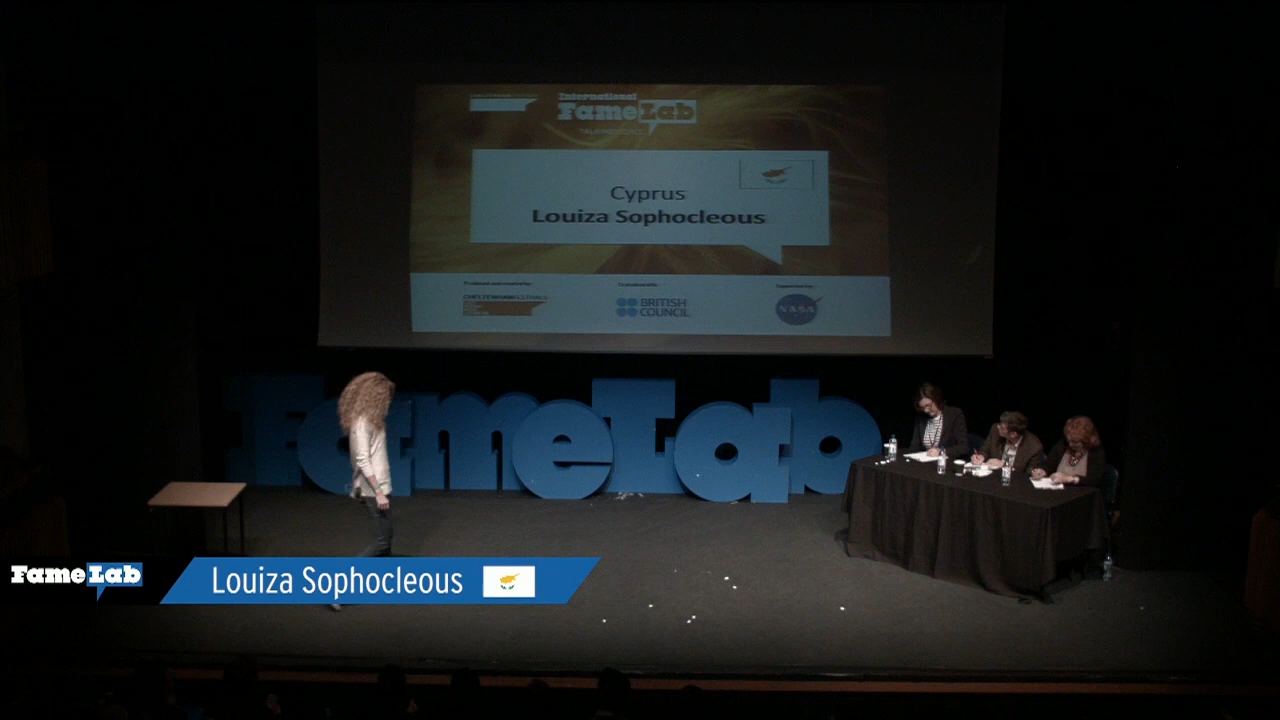 International
FameLab
Cyprus
Louiza Sophocleous
BRITISH
COUNCIL
NASA
FameLab
FameLab
Louiza Sophocleous